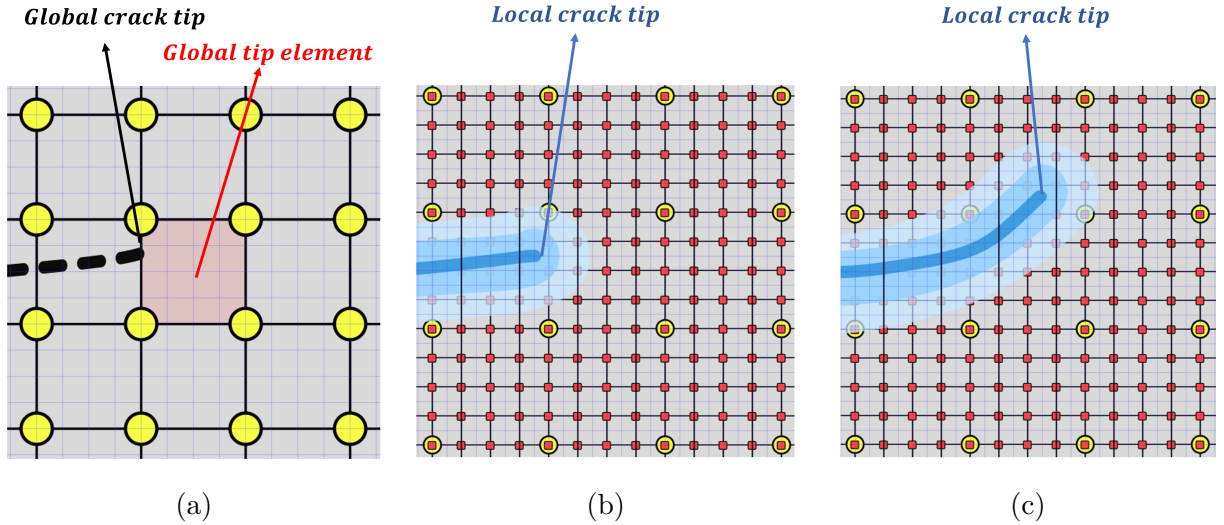 Global crack tip
Global tip element
Local crack tip
Local crack tip
(a)
(b)
(c)